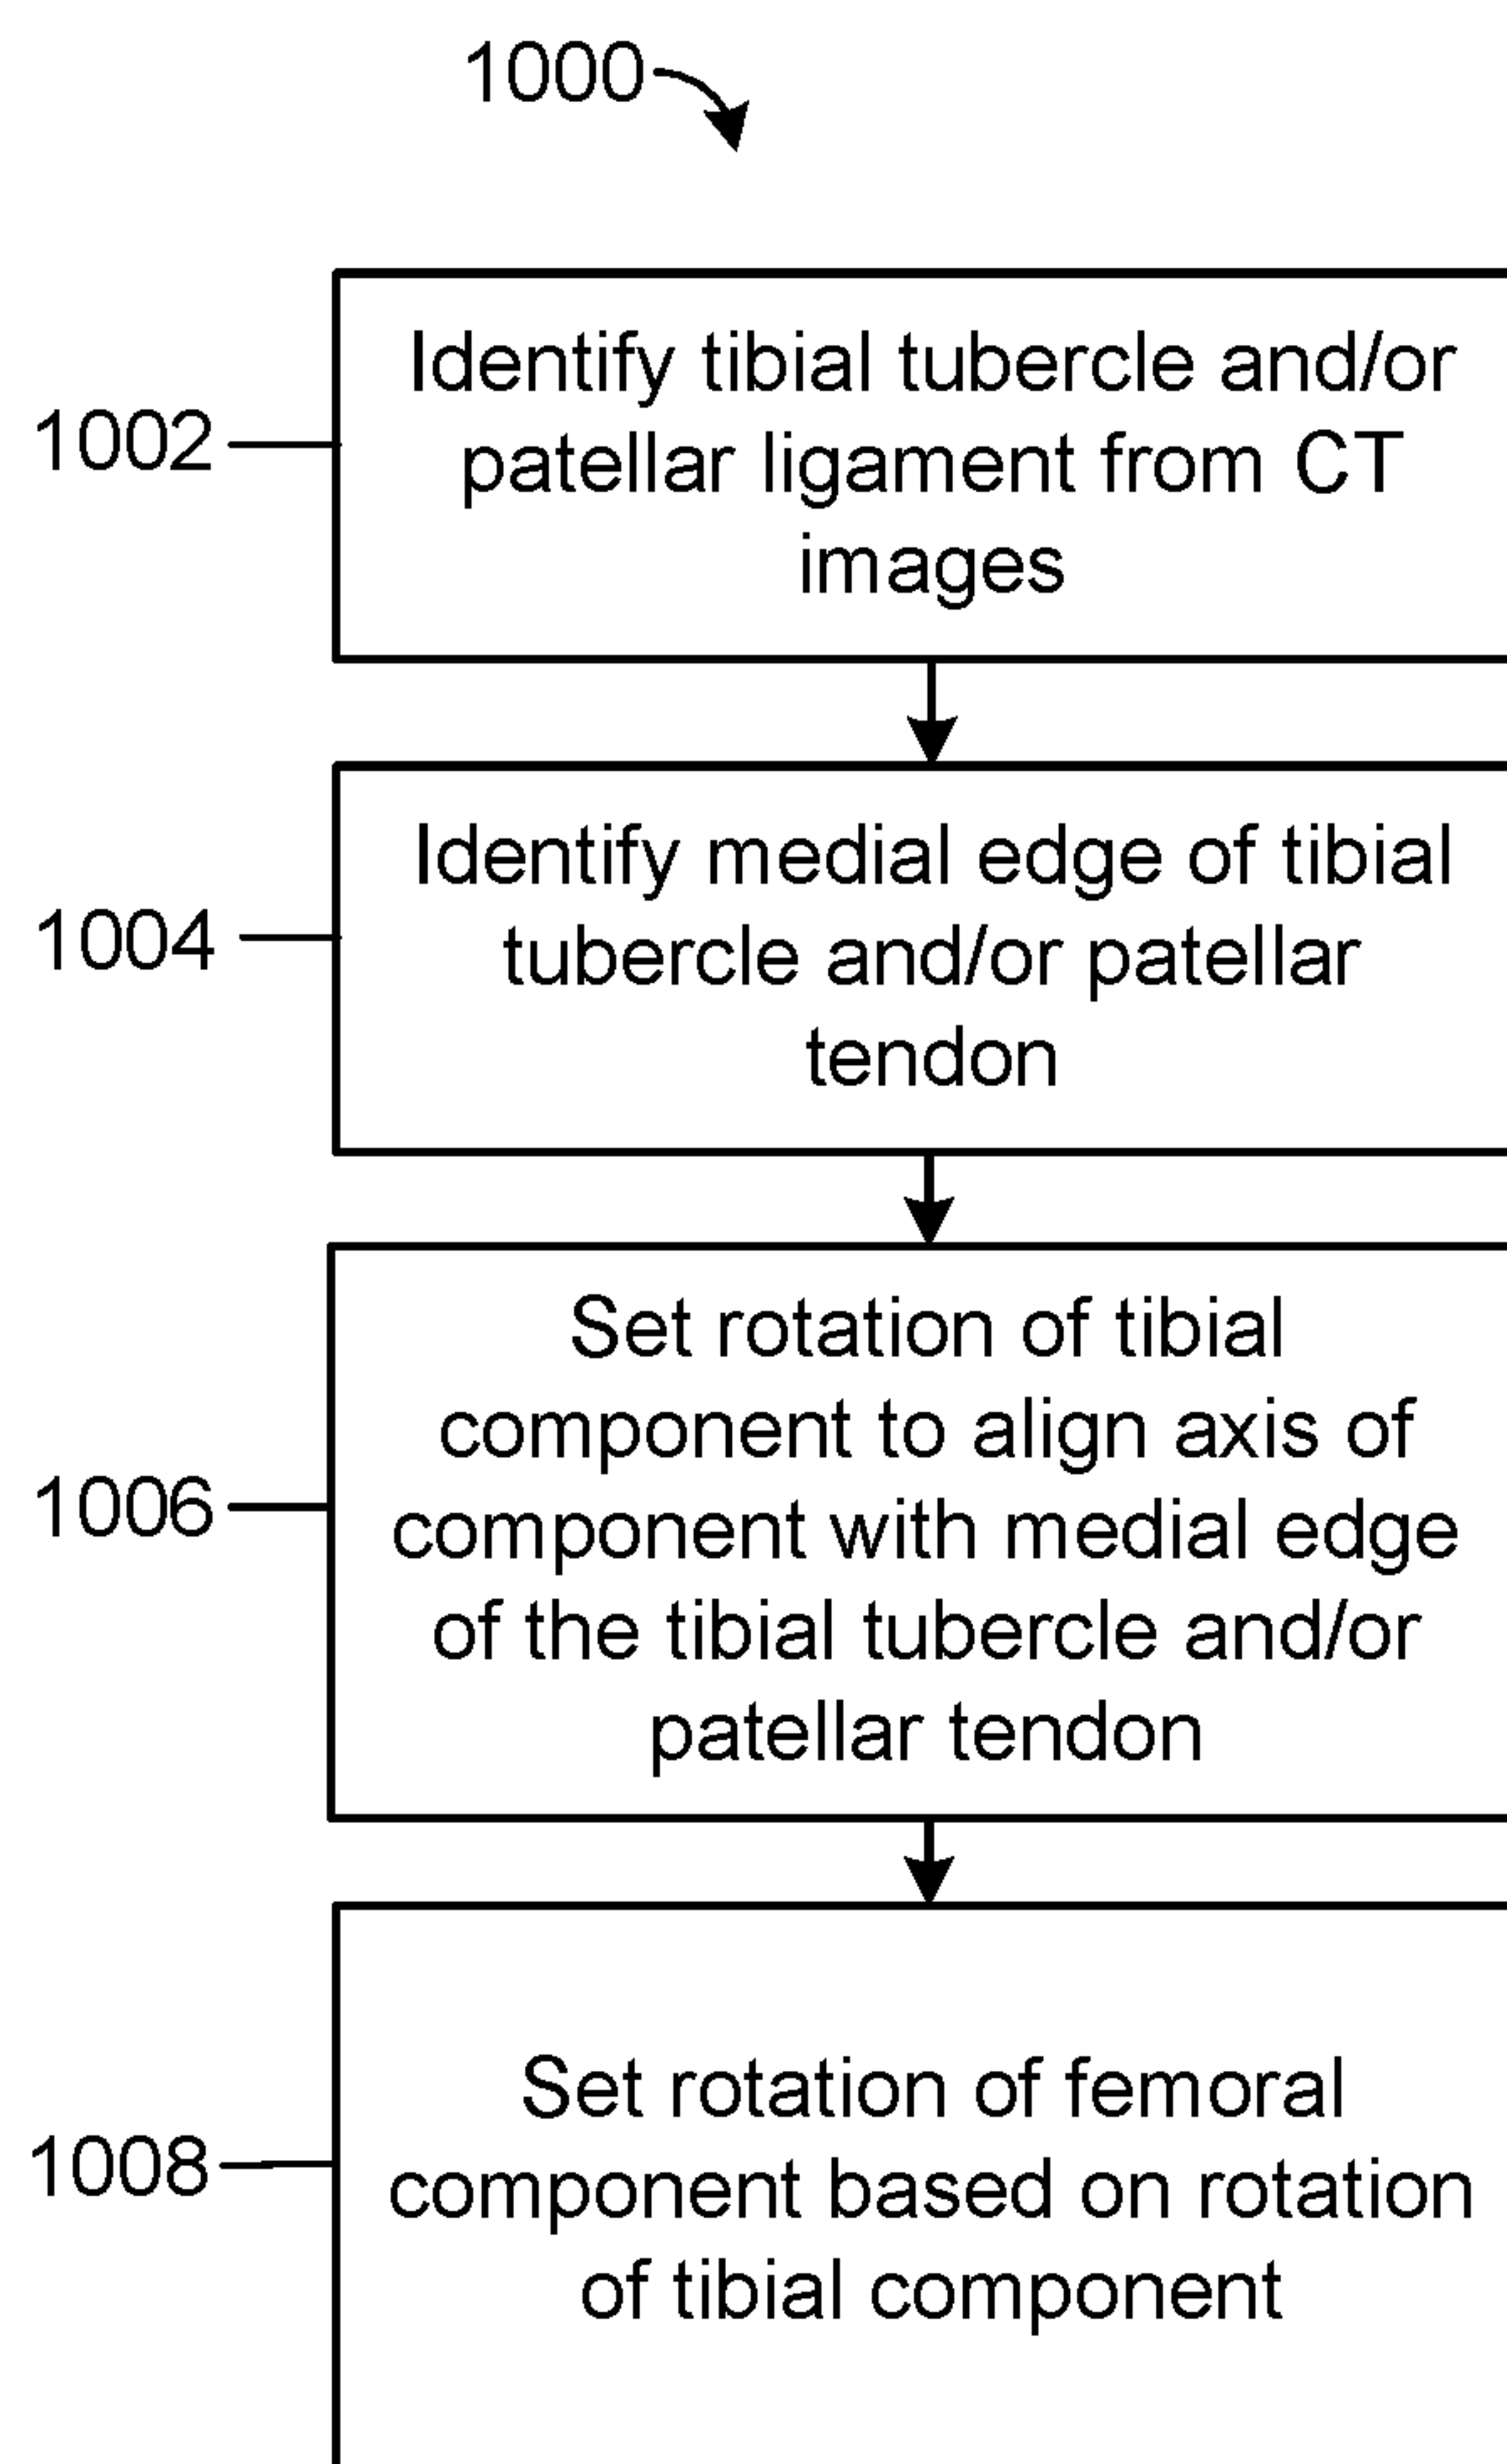 1000
1002
Identify tibial tubercle and/or
patellar ligament from CT
images
1004
Identify medial edge of tibial
tubercle and/or patellar
tendon
1006
Set rotation of tibial
component to align axis of
component with medial edge
of the tibial tubercle and/or
patellar tendon
1008
Set rotation of femoral
component based on rotation
of tibial component